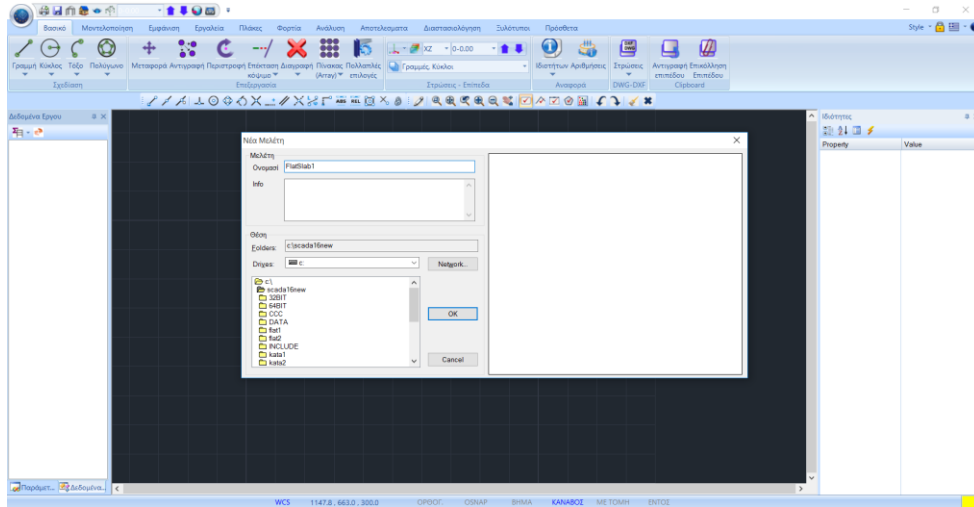 Style
Βασικό Μοντελοποίηση Εμφάνιση Εργαλεία Πλάκες Φορτία Ανάλυση Αποτελέσματα Διαστασιολόγηση Ξυλότυποι Πρόσθετα
XZ 0-0.00
Γραμμή Κύκλος Τόξο Πολύγωνο Μεταφορά Αντιγραφή Περιστροφή Επέκταση Διαγραφή Πίνακας Πολλαπλές Γραμμές, Κύκλοι Ιδιοτήτων Αριθμήσεις Στρώσεις Αντιγραφή Επικόλληση
κόψιμο (Array) επιλογές επιπέδου Επιπέδου
Σχεδίαση Επεξεργασία Στρώσεις - Επίπεδα Αναφορά DWG-DXF Clipboard
Δεδομένα Έργου
Ιδιότητες
Property Value
Νέα Μελέτη
Μελέτη
Ονομασί FlatSlab1
Info
Θέση
Folders: c:\scada16new
Drives: c: Network...
c:\
scada16new
32BIT
64BIT
CCC
DATA
flat1
flat2
INCLUDE
kata1
kata2
OK
Cancel
Παράμετ... Δεδομένα...
WCS 1147.0 , 663.0 , 300.0 ΟΡΘΟΓ. OSNAP ΒΗΜΑ ΚΑΝΑΒΟΣ ΜΕ ΤΟΜΗ ΕΝΤΟΣ